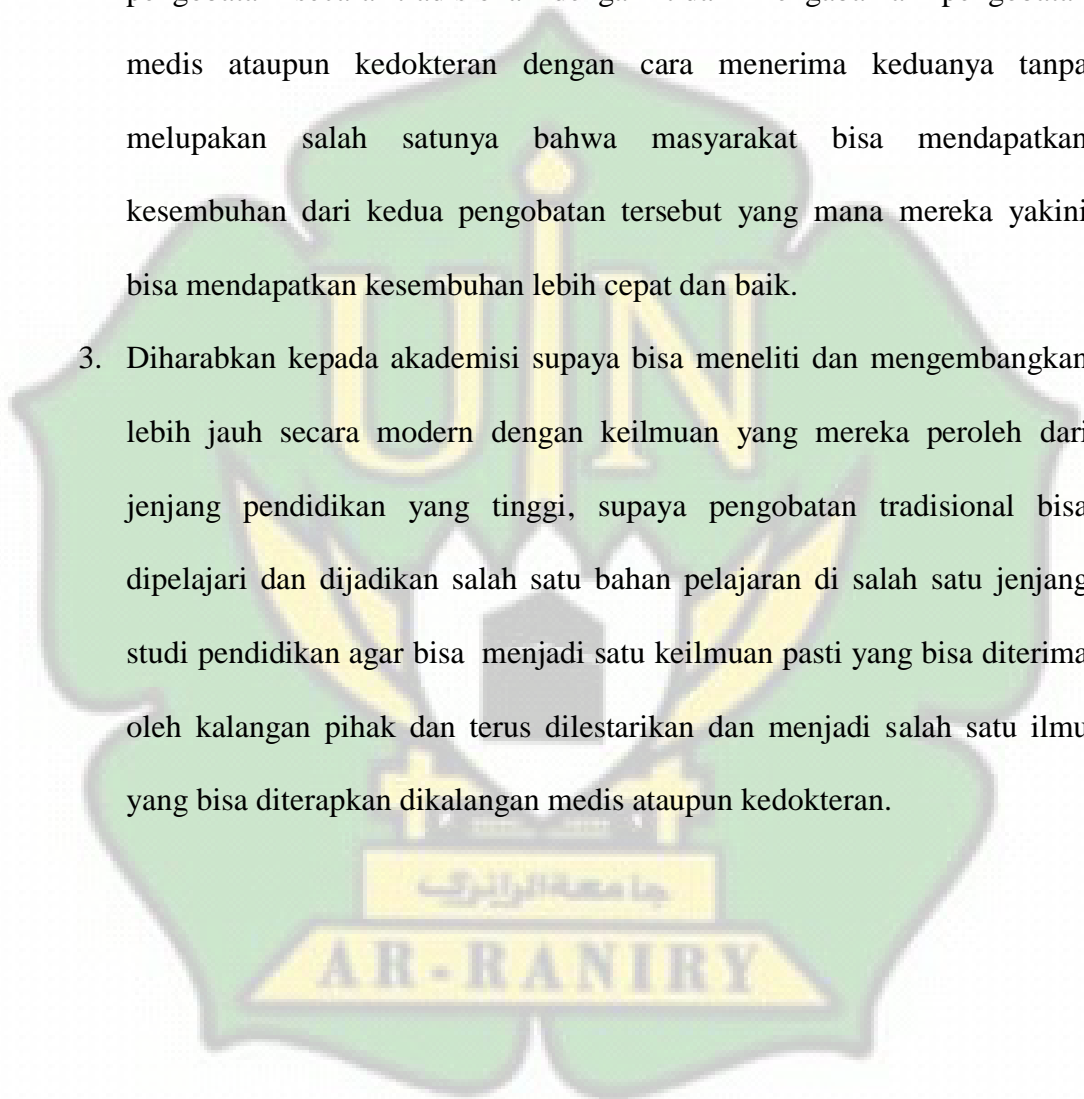 medis ataupun kedokteran dengan cara menerima keduanya tanpa
melupakan salah satunya bahwa masyarakat bisa mendapatkan
kesembuhan dari kedua pengobatan tersebut yang mana mereka yakini
bisa mendapatkan kesembuhan lebih cepat dan baik.
3. Diharabkan kepada akademisi supaya bisa meneliti dan mengembangkan
lebih jauh secara modern dengan keilmuan yang mereka peroleh dari
jenjang pendidikan yang tinggi, supaya pengobatan tradisional bisa
dipelajari dan dijadikan salah satu bahan pelajaran di salah satu jenjang
studi pendidikan agar bisa menjadi satu keilmuan pasti yang bisa diterima
oleh kalangan pihak dan terus dilestarikan dan menjadi salah satu ilmu
yang bisa diterapkan dikalangan medis ataupun kedokteran.
UIN
جامعة الرانري
AR-RANIRY